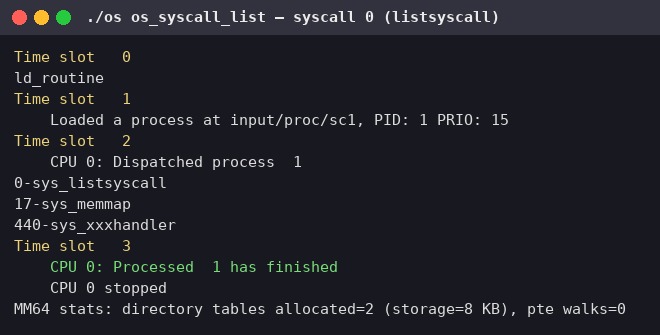 ./os os_syscall_list — syscall 0 (listsyscall)
Time slot   0
ld_routine
Time slot   1
    Loaded a process at input/proc/sc1, PID: 1 PRIO: 15
Time slot   2
    CPU 0: Dispatched process  1
0-sys_listsyscall
17-sys_memmap
440-sys_xxxhandler
Time slot   3
    CPU 0: Processed  1 has finished
    CPU 0 stopped
MM64 stats: directory tables allocated=2 (storage=8 KB), pte walks=0